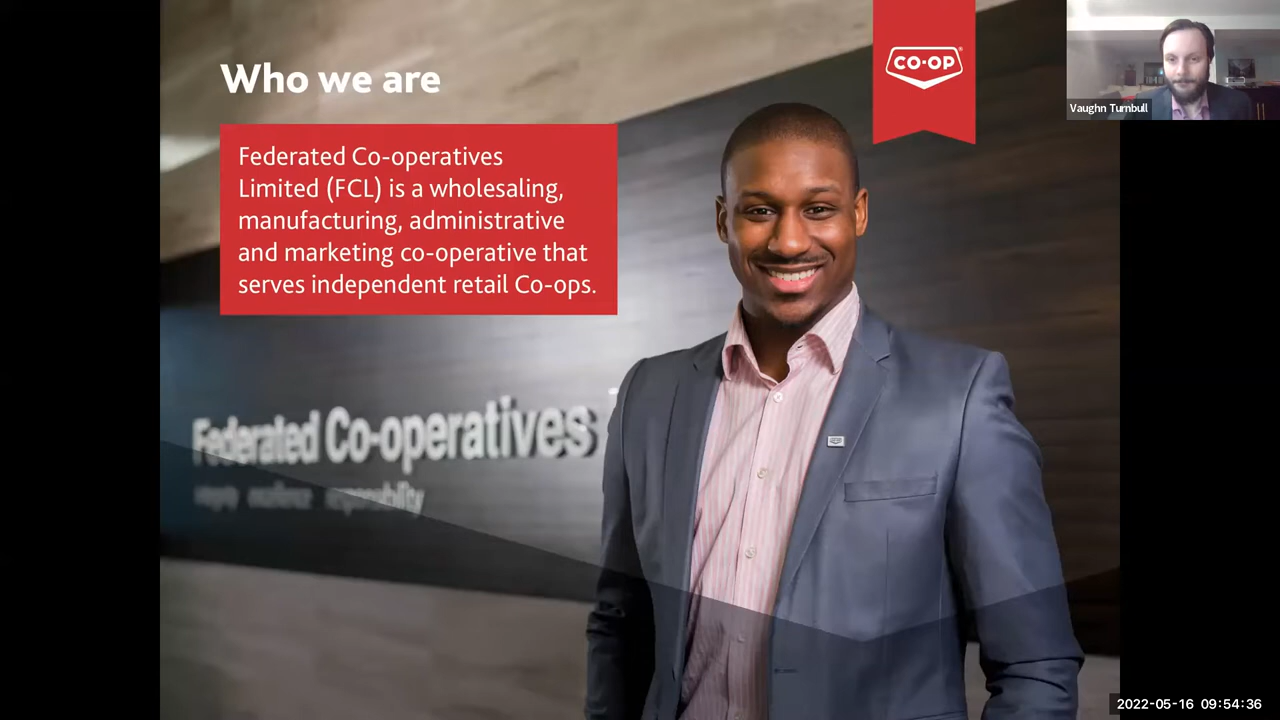 Who we are
Federated Co-operatives
Limited (FCL) is a wholesaling,
manufacturing, administrative
and marketing co-operative that
serves independent retail Co-ops.
CO·OP®
Vaughn Turnbull
Federated Co-operatives
responsibility
2022-05-16 09:54:36